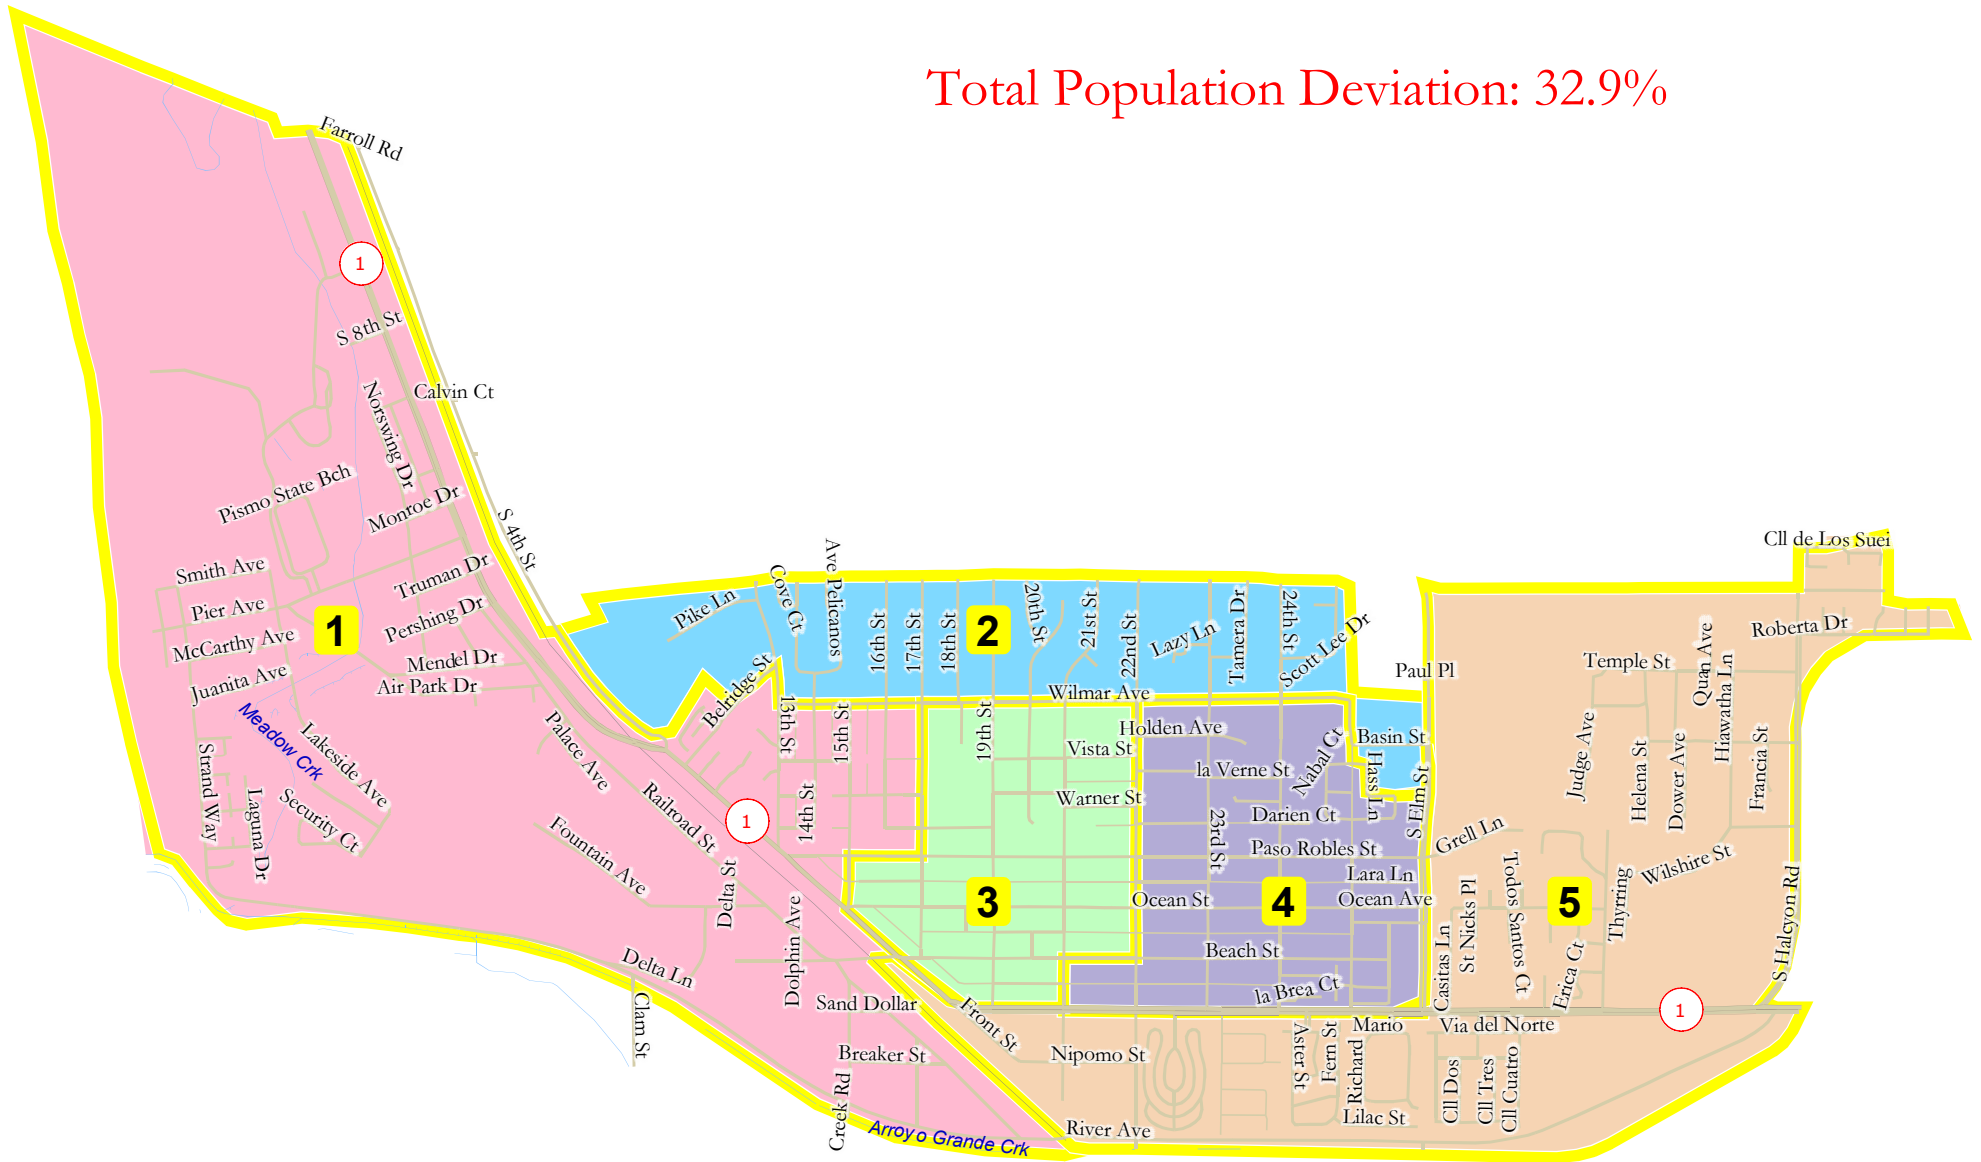 Total Population Deviation: 32.9%
Farroll Rd
1
S 8th St
Calvin Ct
Norswing Dr
Pismo State Bch
Monroe Dr
S 4th St
Smith Ave
Truman Dr
Pier Ave
1
Pershing Dr
McCarthy Ave
Mendel Dr
Juanita Ave
Air Park Dr
Meadow Crk
Lakeside Ave
Palace Ave
Strand Way
Laguna Dr
Security Ct
Railroad St
Fountain Ave
1
Delta St
Delta Ln
Dolphin Ave
Clam St
Sand Dollar
Breaker St
Creek Rd
Arroyo Grande Crk
Pike Ln
Cove Ct
Ave Pelicanos
16th St
17th St
18th St
2
20th St
21st St
22nd St
Lazy Ln
Tamera Dr
24th St
Scott Lee Dr
Belridge St
Wilmar Ave
13th St
15th St
14th St
19th St
Holden Ave
Vista St
la Verne St
Nabal Ct
Basin St
Hass Ln
S Elm St
Paul Pl
Warner St
23rd St
Darien Ct
Paso Robles St
Lara Ln
3
Ocean St
4
Ocean Ave
Beach St
la Brea Ct
Cll de Los Suei
Roberta Dr
Temple St
Quan Ave
Hiawatha Ln
Judge Ave
Helena St
Dower Ave
Francia St
Grell Ln
Wilshire St
Todos Santos Ct
St Nicks Pl
Casitas Ln
5
Thyrring
Erica Ct
S Halcyon Rd
1
Front St
Nipomo St
Aster St
Fern St
Richard
Mario
Via del Norte
Cll Dos
Cll Tres
Cll Cuatro
Lilac St
River Ave